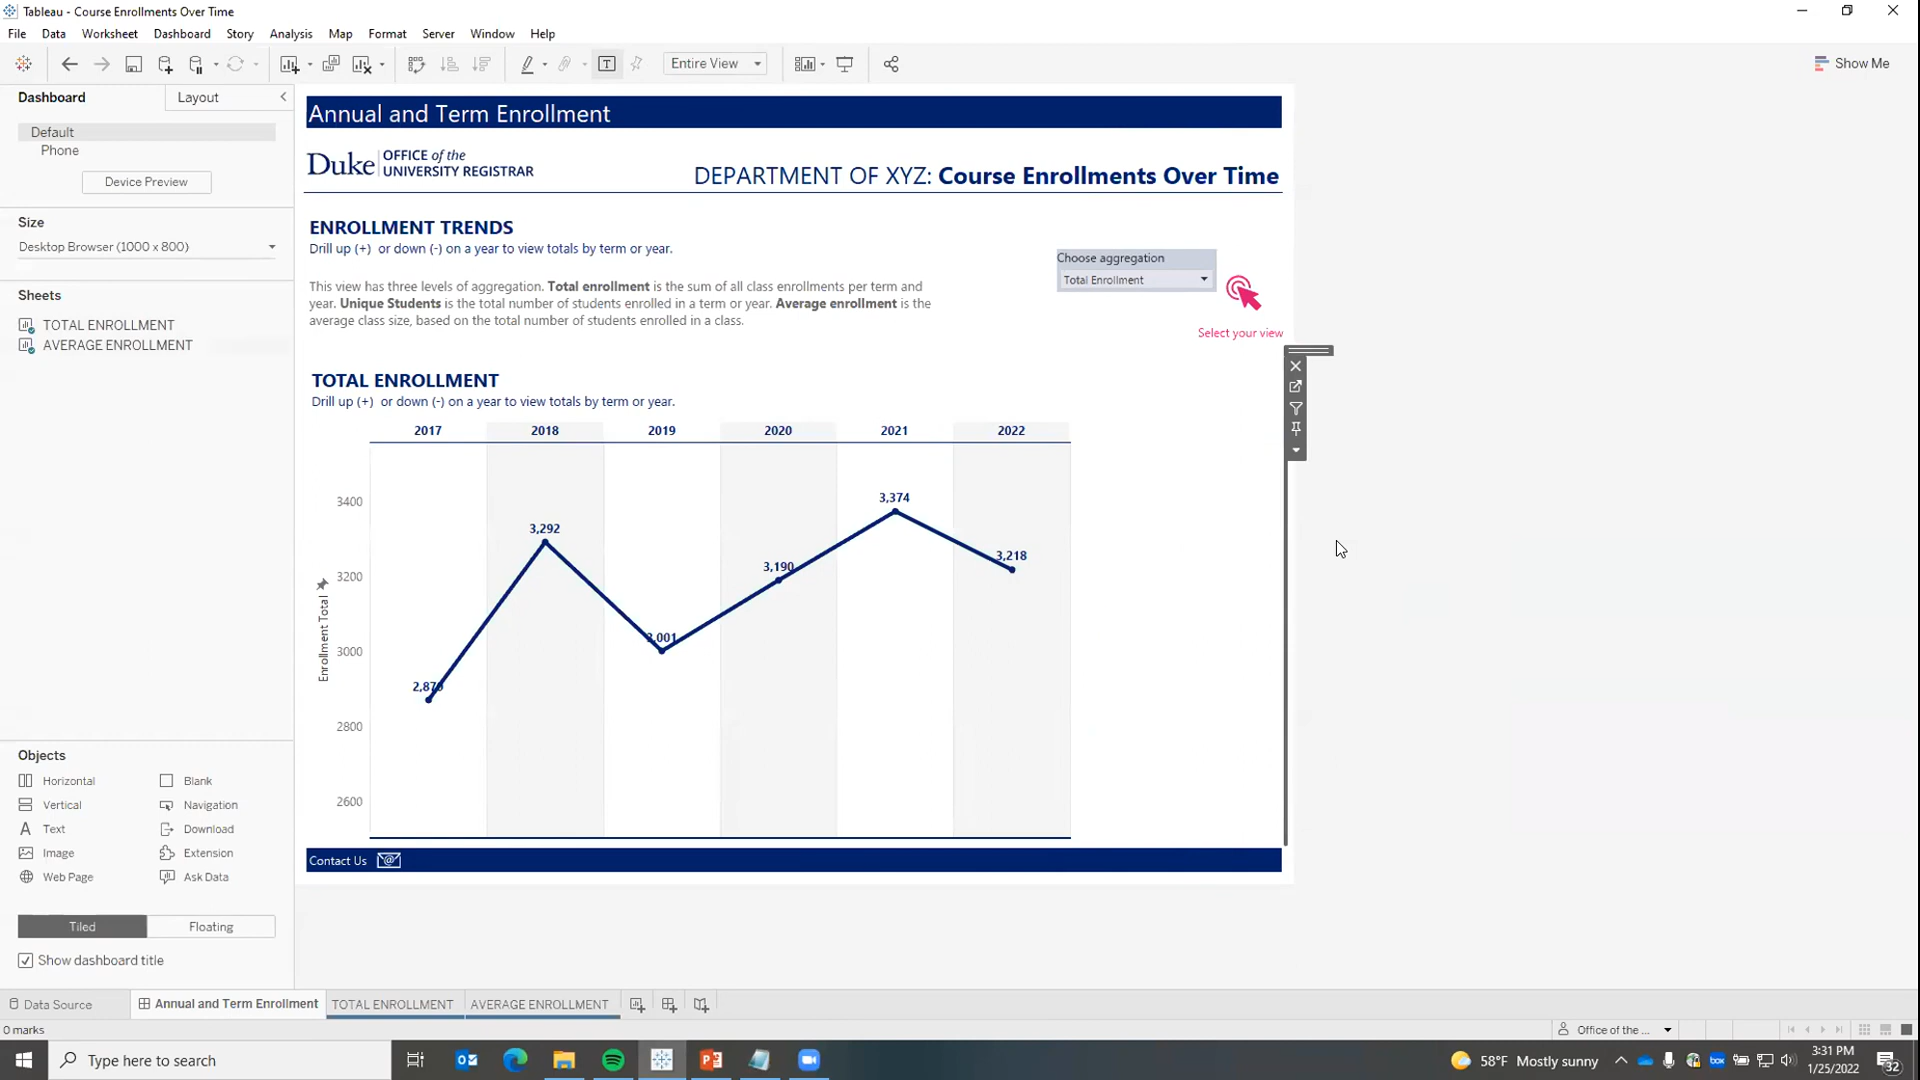 Tableau - Course Enrollments Over Time
File Data Worksheet Dashboard Story Analysis Map Format Server Window Help
Entire View
Show Me
Dashboard Layout
Default
Phone
Device Preview
Size
Desktop Browser (1000 x 800)
Sheets
TOTAL ENROLLMENT
AVERAGE ENROLLMENT
Objects
Horizontal Blank
Vertical Navigation
Text Download
Image Extension
Web Page Ask Data
Tiled Floating
Show dashboard title
Annual and Term Enrollment
Duke OFFICE of the
UNIVERSITY REGISTRAR
DEPARTMENT OF XYZ: Course Enrollments Over Time
ENROLLMENT TRENDS
Drill up (+) or down (-) on a year to view totals by term or year.
This view has three levels of aggregation. Total enrollment is the sum of all class enrollments per term and
year. Unique Students is the total number of students enrolled in a term or year. Average enrollment is the
average class size, based on the total number of students enrolled in a class.
Choose aggregation
Total Enrollment
Select your view
TOTAL ENROLLMENT
Drill up (+) or down (-) on a year to view totals by term or year.
2017 2018 2019 2020 2021 2022
3400
3200
3000
2800
2600
Enrollment Total
3,292
3,001
3,190
3,374
3,218
Contact Us
Data Source Annual and Term Enrollment TOTAL ENROLLMENT AVERAGE ENROLLMENT
0 marks
Office of the ...
Type here to search
58°F Mostly sunny
3:31 PM
1/25/2022
32